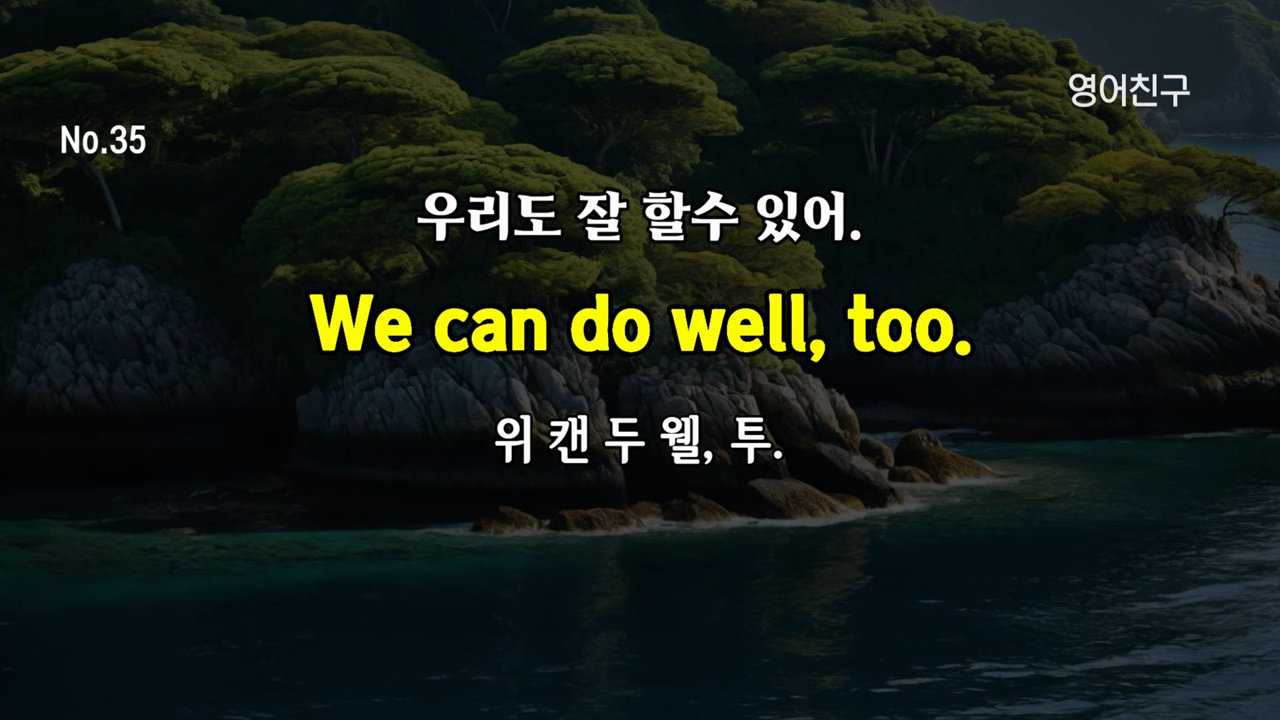 영어친구
No.35
우리도 잘 할수 있어.
We can do well, too.
위 캔 두 웰, 투.